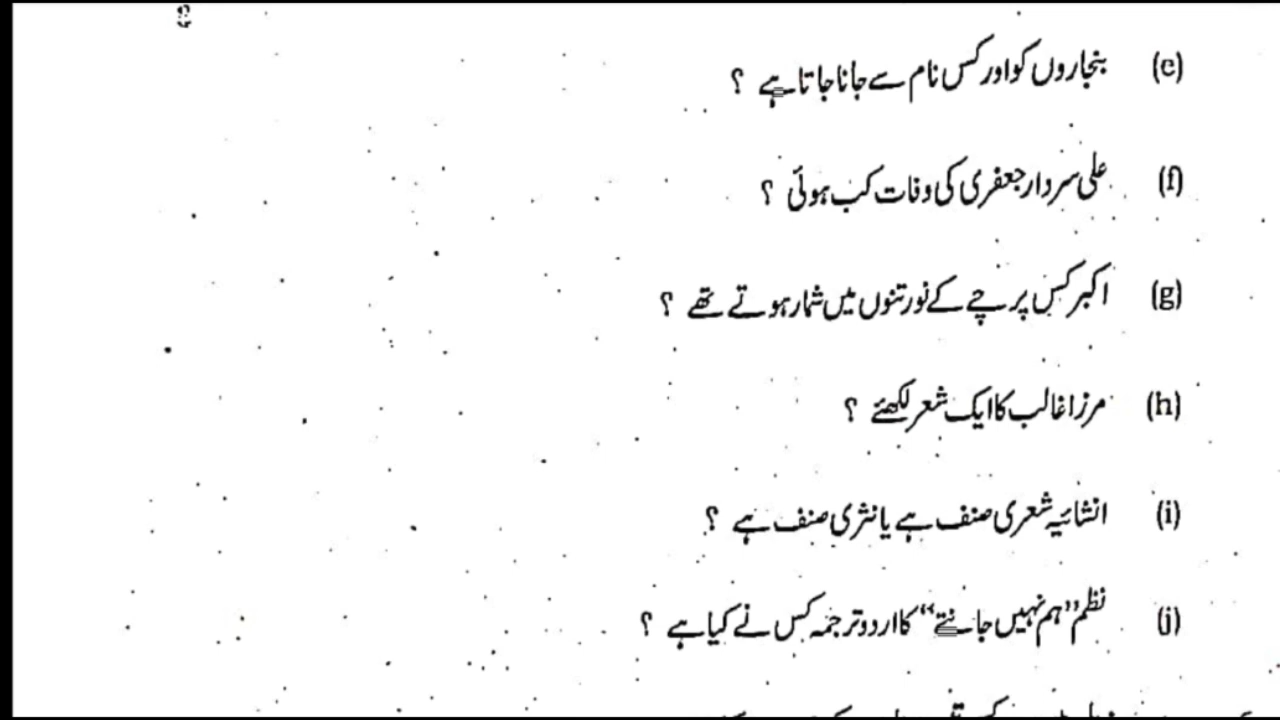 (e) بنجاروں کو اور کس نام سے جانا جاتا ہے ؟
(f) علی سردار جعفری کی وفات کب ہوئی ؟
(g) اکبر کس پرچے کے نورتنوں میں شمار ہوتے تھے ؟
(h) مرزا غالب کا ایک شعر لکھئے ؟
(i) انشائیہ شعری صنف ہے یا نثری صنف ہے ؟
(j) نظم ”ہم نہیں جانتے“ کا اردو ترجمہ کس نے کیا ہے ؟